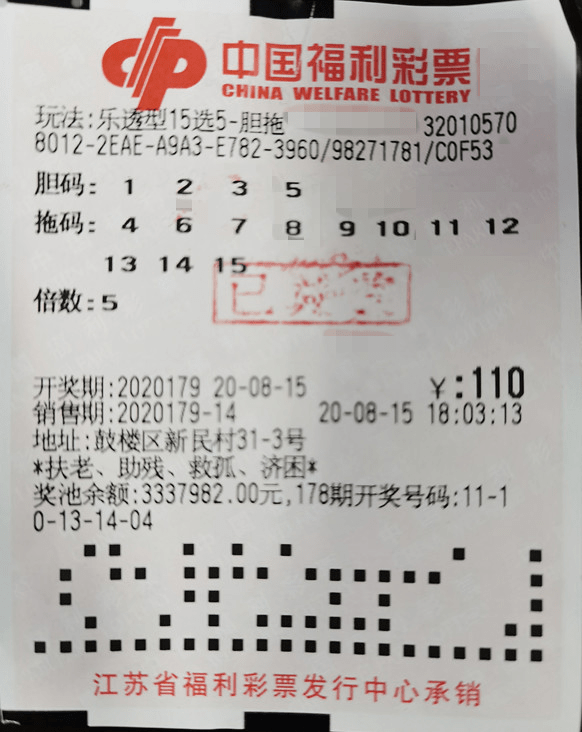 中国福利彩票
CHINA WELFARE LOTTERY
玩法:乐透型15选5-胆拖 32010570
8012-2EAE-A9A3-E782-3960/98271781/C0F53
胆码: 1 2 3 5
拖码: 4 6 7 8 9 10 11 12
13 14 15
已兑奖
倍数:5
开奖期:2020179 20-08-15 ¥:110
销售期:2020179-14 20-08-15 18:03:13
地址:鼓楼区新民村31-3号
*扶老、助残、救孤、济困*
奖池余额:3337982.00元,178期开奖号码:11-1
0-13-14-04
江苏省福利彩票发行中心承销